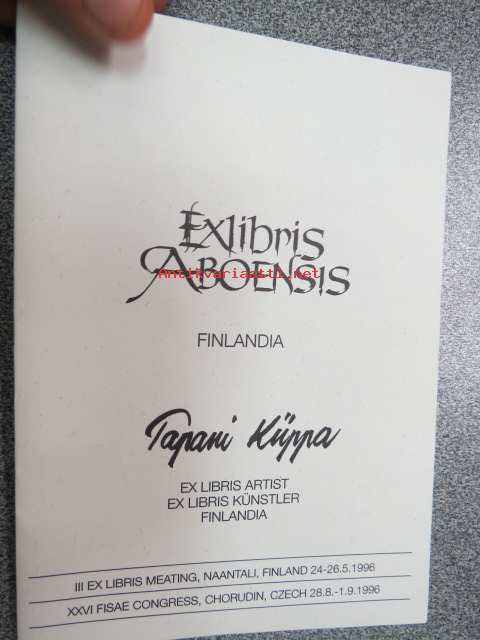 Exlibris
Antikvariaatti.net
ABOENSIS
FINLANDIA
Tapani Kiippa
EX LIBRIS ARTIST
EX LIBRIS KÜNSTLER
FINLANDIA
III EX LIBRIS MEATING, NAANTALI, FINLAND 24-26.5.1996
XXVI FISAE CONGRESS, CHORUDIN, CZECH 28.8.-1.9.1996